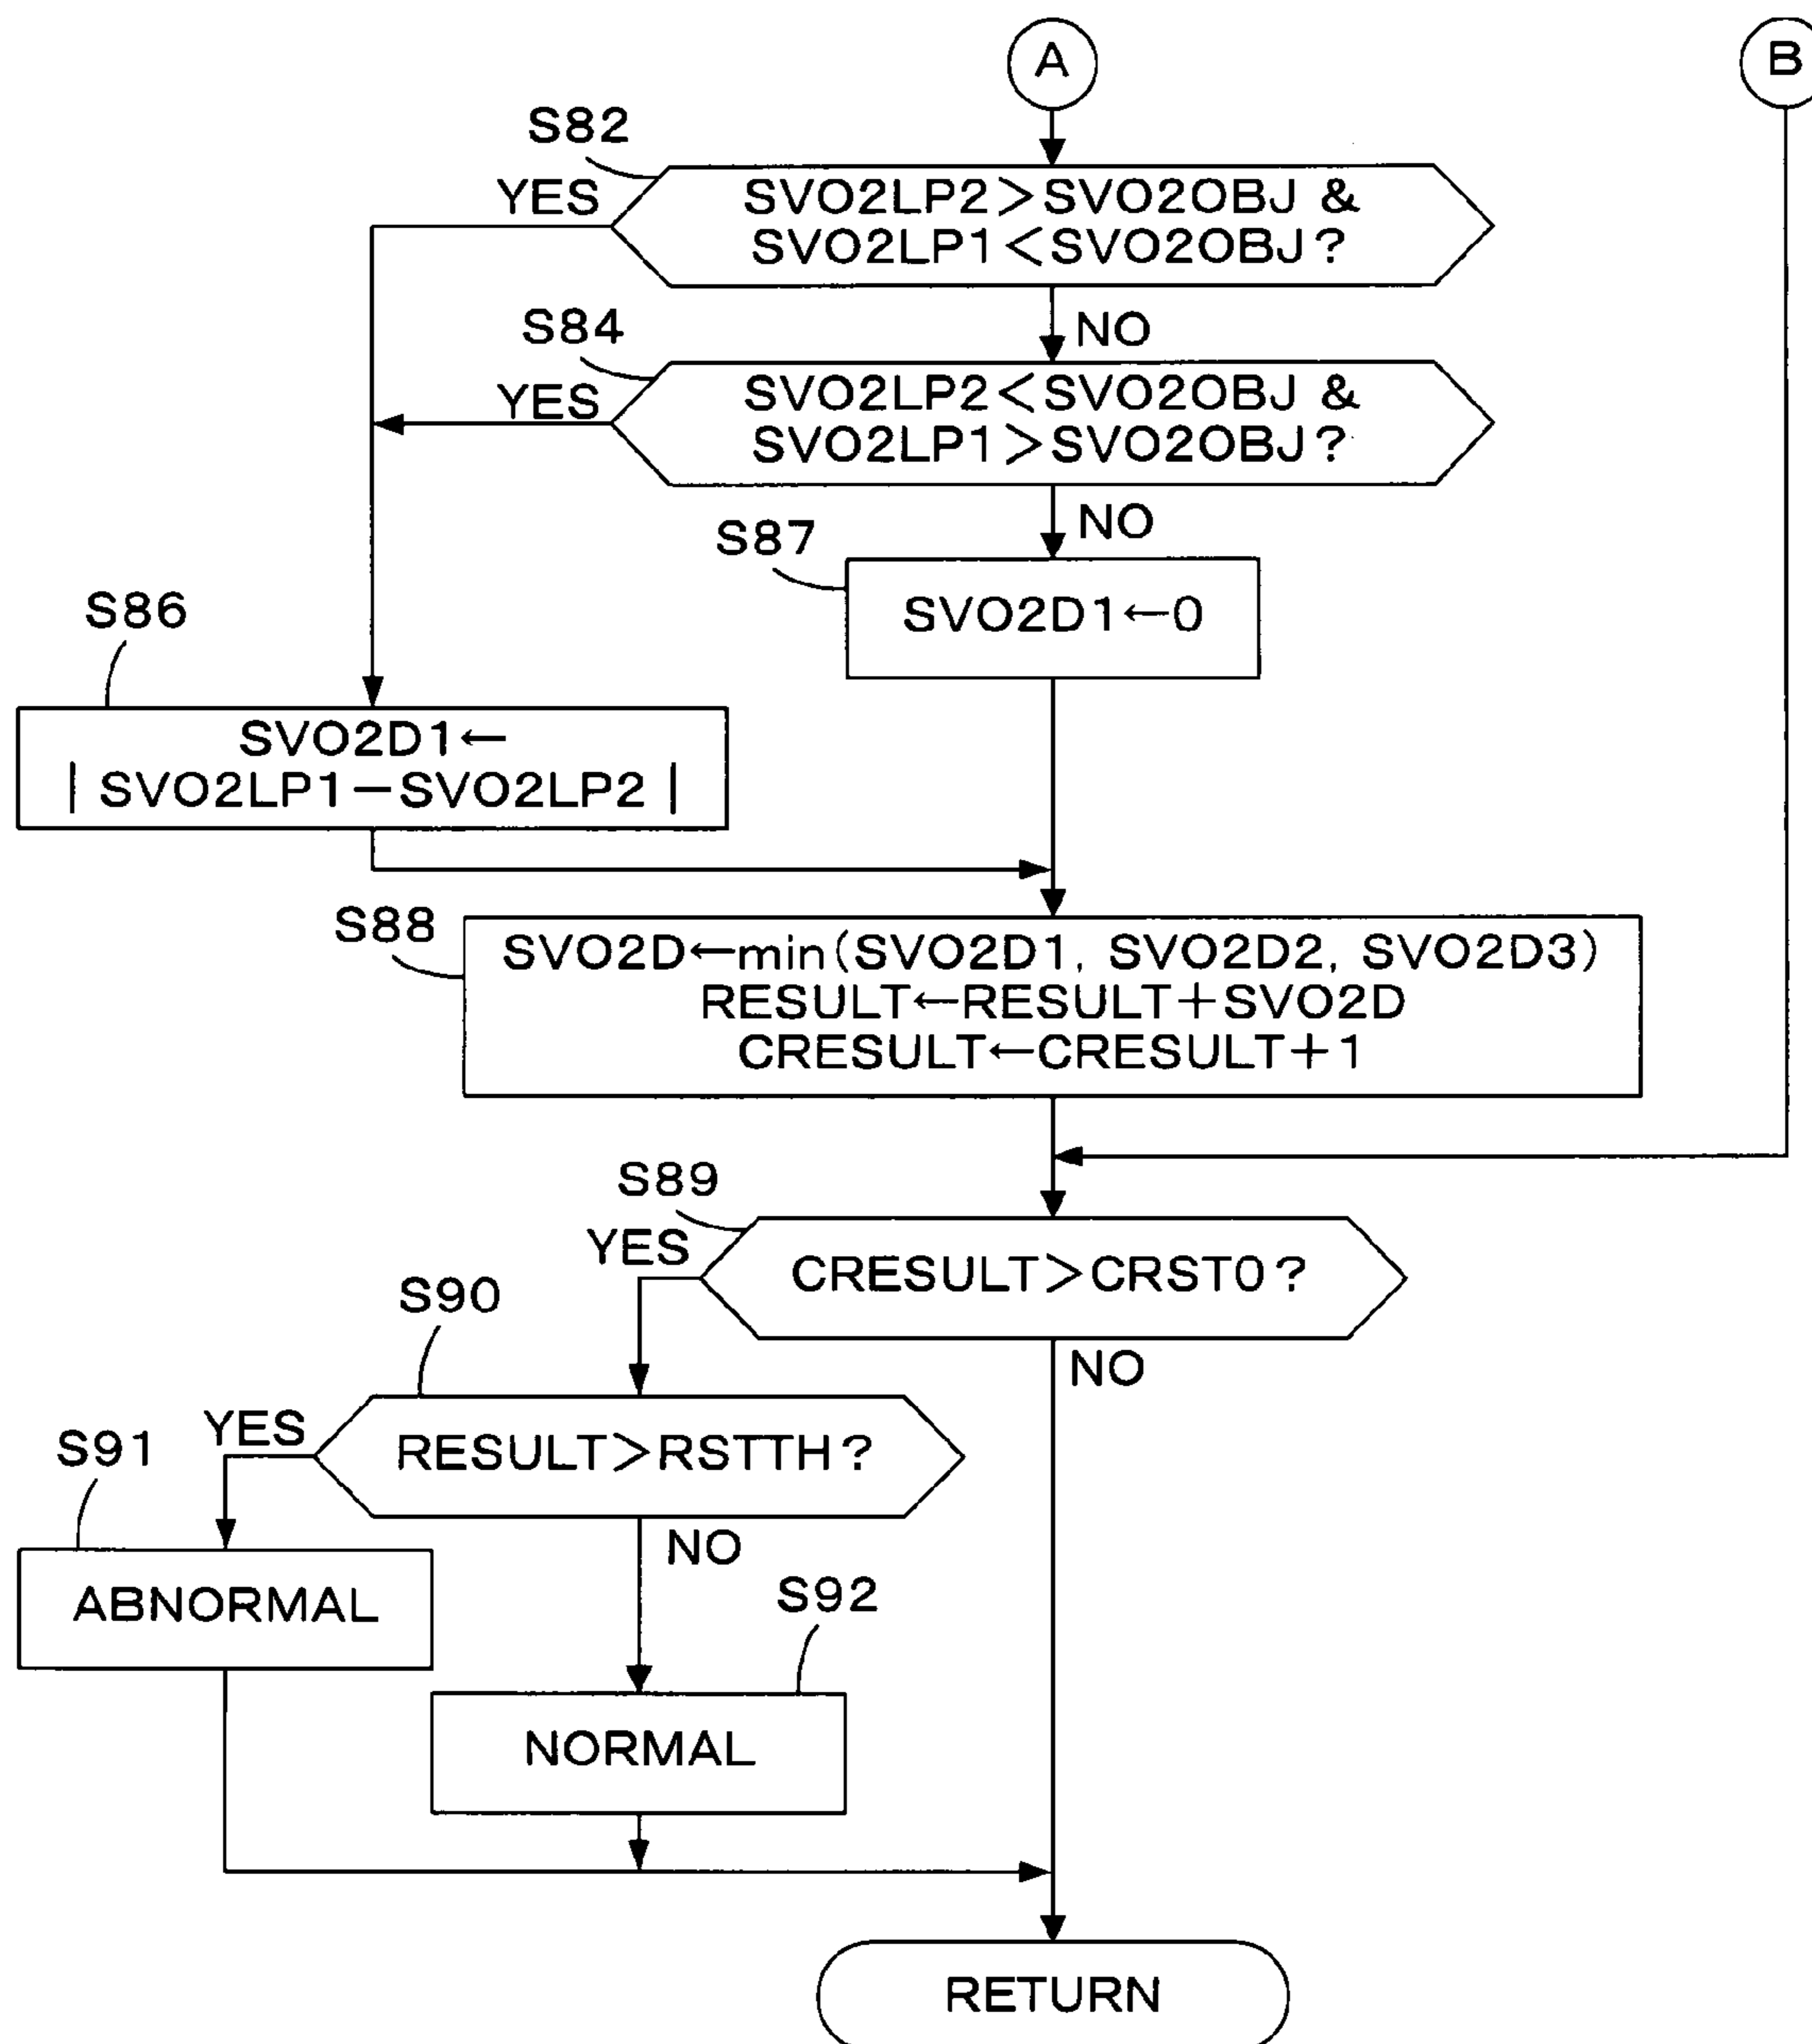 A
B
S82
YES
SVO2LP2>SVO2OBJ &
SVO2LP1<SVO2OBJ?
NO
S84
YES
SVO2LP2<SVO2OBJ &
SVO2LP1>SVO2OBJ?
NO
S87
SVO2D1←0
S86
SVO2D1←
| SVO2LP1−SVO2LP2 |
S88
SVO2D←min(SVO2D1, SVO2D2, SVO2D3)
RESULT←RESULT+SVO2D
CRESULT←CRESULT+1
S89
YES
CRESULT>CRST0?
NO
S90
YES
RESULT>RSTTH?
NO
S91
ABNORMAL
S92
NORMAL
RETURN